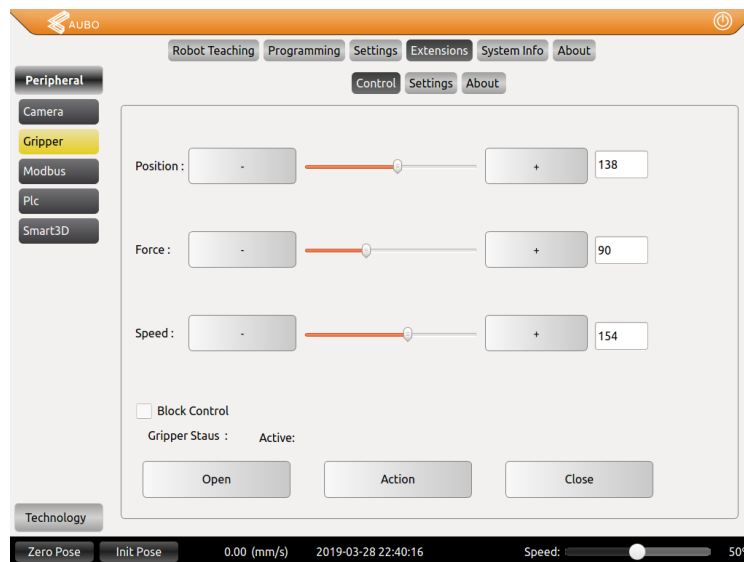 AUBO
Robot Teaching Programming Settings Extensions System Info About
Peripheral
Control Settings About
Camera
Gripper
Modbus
Plc
Smart3D
Position : - + 138
Force : - + 90
Speed : - + 154
Block Control
Gripper Staus : Active:
Open Action Close
Technology
Zero Pose Init Pose 0.00 (mm/s) 2019-03-28 22:40:16 Speed: 50%